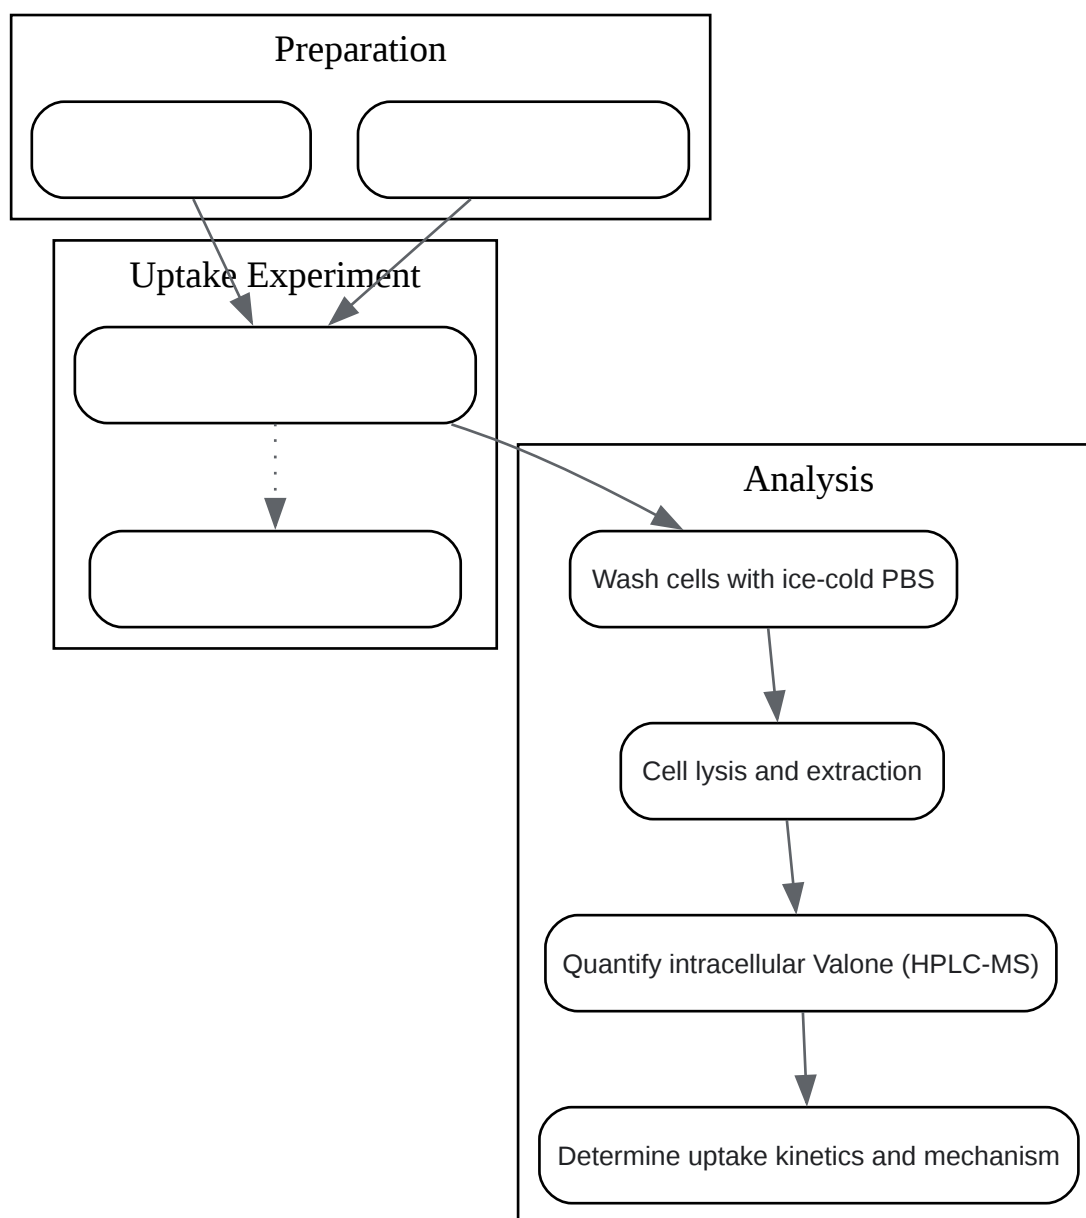 Preparation
Uptake Experiment
Analysis
Wash cells with ice-cold PBS
Cell lysis and extraction
Quantify intracellular Valone (HPLC-MS)
Determine uptake kinetics and mechanism